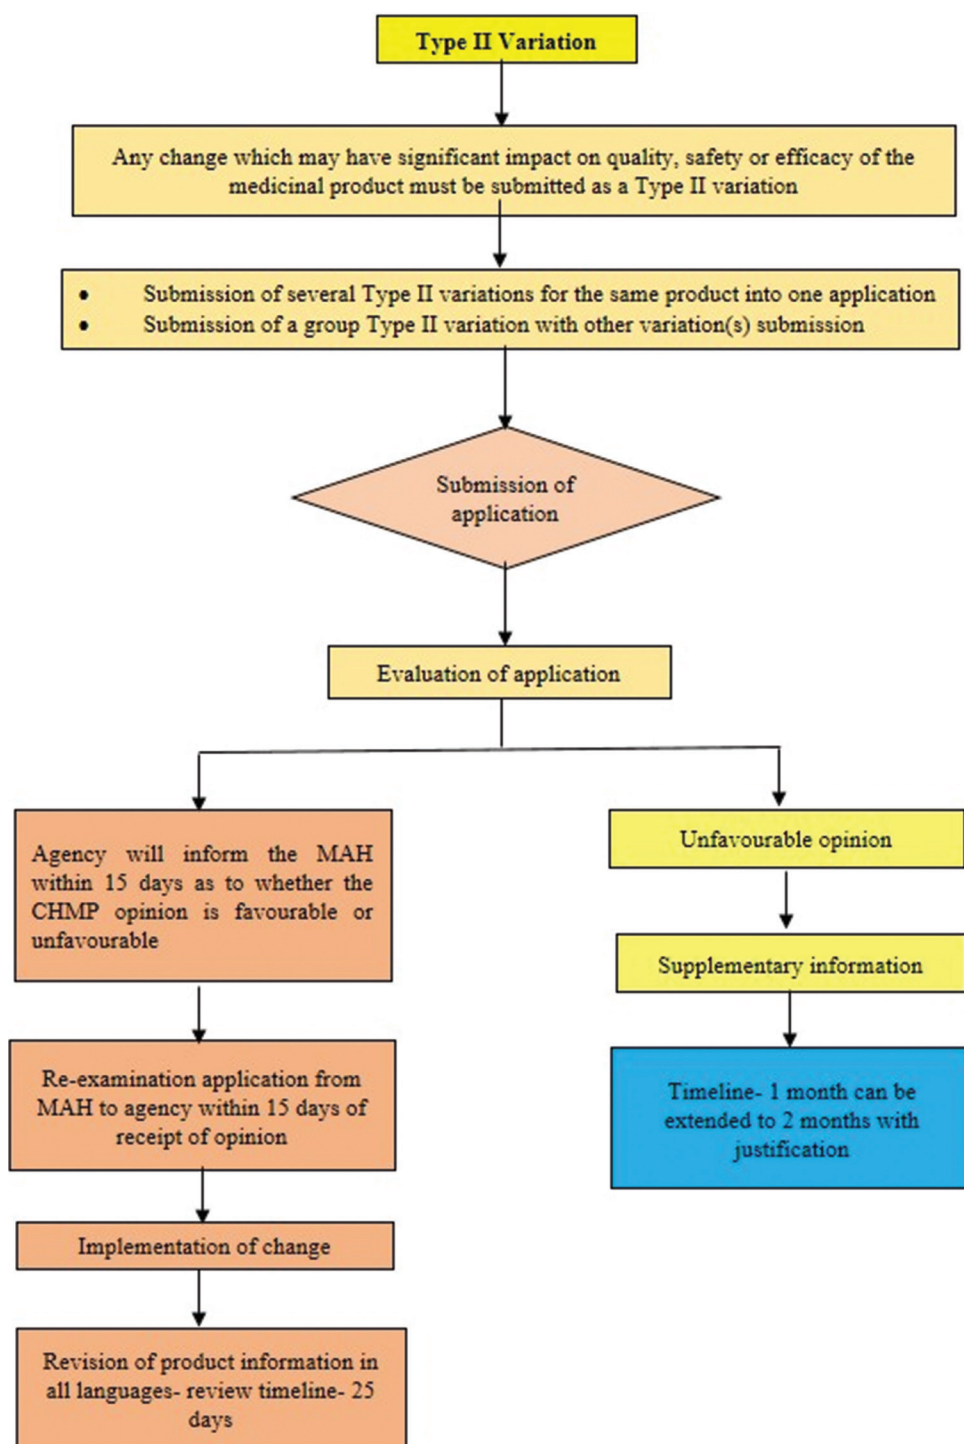 Type II Variation
Any change which may have significant impact on quality, safety or efficacy of the
medicinal product must be submitted as a Type II variation
• Submission of several Type II variations for the same product into one application
• Submission of a group Type II variation with other variation(s) submission
Submission of
application
Evaluation of application
Agency will inform the MAH
within 15 days as to whether the
CHMP opinion is favourable or
unfavourable
Re-examination application from
MAH to agency within 15 days of
receipt of opinion
Implementation of change
Revision of product information in
all languages- review timeline- 25
days
Unfavourable opinion
Supplementary information
Timeline- 1 month can be
extended to 2 months with
justification